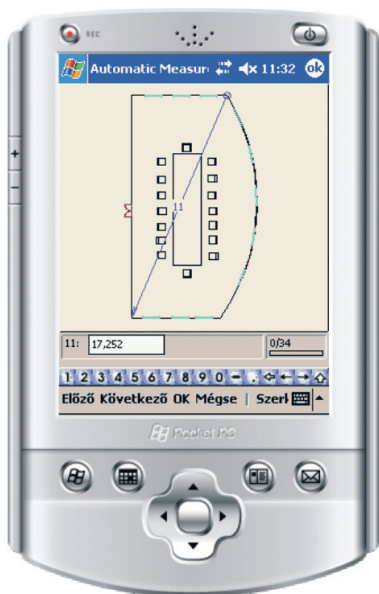 REC
Automatic Measur 11:32 ok
+
−
11
11: 17,252 0/34
1 2 3 4 5 6 7 8 9 0 - .
Előző Következő OK Mégse | Szerk
Pocket PC